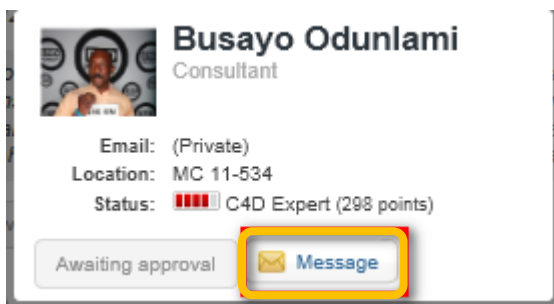 Busayo Odunlami
Consultant
Email: (Private)
Location: MC 11-534
Status: C4D Expert (298 points)
Awaiting approval
Message